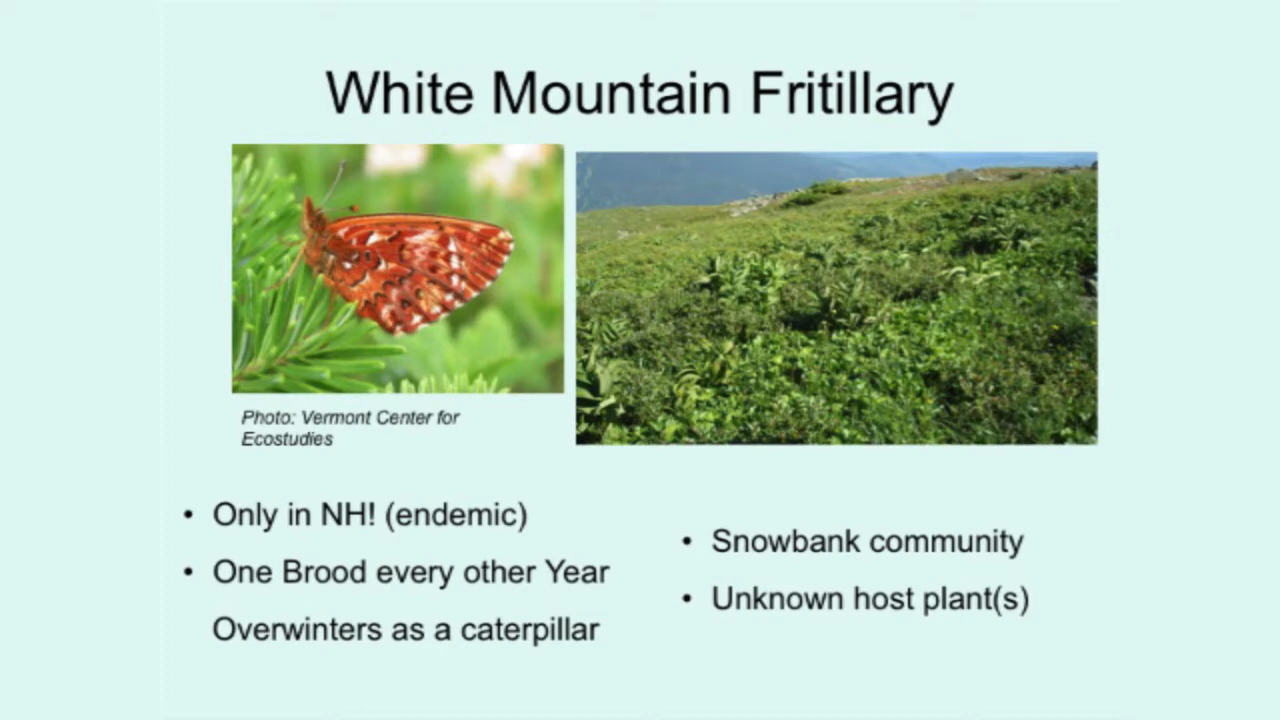 White Mountain Fritillary
Photo: Vermont Center for
Ecostudies
• Only in NH! (endemic)
• One Brood every other Year
Overwinters as a caterpillar
• Snowbank community
• Unknown host plant(s)